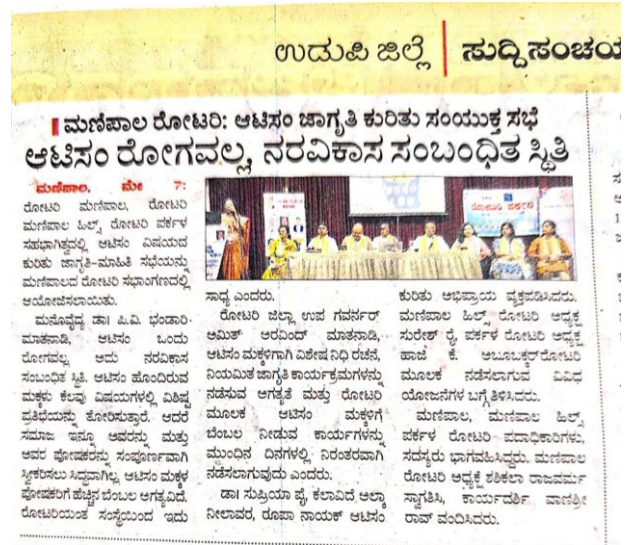 ಉಡುಪಿ ಜಿಲ್ಲೆ
ಸುದ್ದಿ ಸಂಚಯ
ಮಣಿಪಾಲ ರೋಟರಿ: ಆಟಿಸಂ ಜಾಗೃತಿ ಕುರಿತು ಸಂಯುಕ್ತ ಸಭೆ
ಆಟಿಸಂ ರೋಗವಲ್ಲ, ನರವಿಕಾಸ ಸಂಬಂಧಿತ ಸ್ಥಿತಿ
ಮಣಿಪಾಲ, ಮೇ 7:
ರೋಟರಿ ಮಣಿಪಾಲ, ರೋಟರಿ
ಮಣಿಪಾಲ ಹಿಲ್ಸ್, ರೋಟರಿ ಪರ್ಕಳ
ಸಹಭಾಗಿತ್ವದಲ್ಲಿ ಆಟಿಸಂ ವಿಷಯದ
ಕುರಿತು ಜಾಗೃತಿ-ಮಾಹಿತಿ ಸಭೆಯನ್ನು
ಮಣಿಪಾಲದ ರೋಟರಿ ಸಭಾಂಗಣದಲ್ಲಿ
ಆಯೋಜಿಸಲಾಯಿತು.
ಮನೋವೈದ್ಯ ಡಾ। ಪಿ.ವಿ. ಭಂಡಾರಿ
ಮಾತನಾಡಿ, ಆಟಿಸಂ ಒಂದು
ರೋಗವಲ್ಲ ಅದು ನರವಿಕಾಸ
ಸಂಬಂಧಿತ ಸ್ಥಿತಿ. ಆಟಿಸಂ ಹೊಂದಿರುವ
ಮಕ್ಕಳು ಕೆಲವು ವಿಷಯಗಳಲ್ಲಿ ವಿಶಿಷ್ಟ
ಪ್ರತಿಭೆಯನ್ನು ತೋರಿಸುತ್ತಾರೆ. ಆದರೆ
ಸಮಾಜ ಇನ್ನೂ ಅವರನ್ನು ಮತ್ತು
ಅವರ ಪೋಷಕರನ್ನು ಸಂಪೂರ್ಣವಾಗಿ
ಸ್ವೀಕರಿಸಲು ಸಿದ್ಧವಾಗಿಲ್ಲ. ಆಟಿಸಂ ಮಕ್ಕಳ
ಪೋಷಕರಿಗೆ ಹೆಚ್ಚಿನ ಬೆಂಬಲ ಅಗತ್ಯವಿದೆ.
ರೋಟರಿಯಂತ ಸಂಸ್ಥೆಯಿಂದ ಇದು
ಸಾಧ್ಯ ಎಂದರು.
ರೋಟರಿ ಜಿಲ್ಲಾ ಉಪ ಗವರ್ನರ್
ಅಮಿತ್ ಅರವಿಂದ್ ಮಾತನಾಡಿ,
ಆಟಿಸಂ ಮಕ್ಕಳಿಗಾಗಿ ವಿಶೇಷ ನಿಧಿ ರಚನೆ,
ನಿಯಮಿತ ಜಾಗೃತಿ ಕಾರ್ಯಕ್ರಮಗಳನ್ನು
ನಡೆಸುವ ಅಗತ್ಯತೆ ಮತ್ತು ರೋಟರಿ
ಮೂಲಕ ಆಟಿಸಂ ಮಕ್ಕಳಿಗೆ
ಬೆಂಬಲ ನೀಡುವ ಕಾರ್ಯಗಳನ್ನು
ಮುಂದಿನ ದಿನಗಳಲ್ಲಿ ನಿರಂತರವಾಗಿ
ನಡೆಸಲಾಗುವುದು ಎಂದರು.
ಡಾ। ಸುಪ್ರಿಯಾ ಪೈ, ಕಲಾವಿದೆ ಅಲ್ಕಾ
ನೀಲಾವರ, ರೂಪಾ ನಾಯಕ್ ಆಟಿಸಂ
ಕುರಿತು ಅಭಿಪ್ರಾಯ ವ್ಯಕ್ತಪಡಿಸಿದರು.
ಮಣಿಪಾಲ ಹಿಲ್ಸ್ ರೋಟರಿ ಅಧ್ಯಕ್ಷ
ಸುರೇಶ್ ರೈ, ಪರ್ಕಳ ರೋಟರಿ ಅಧ್ಯಕ್ಷ
ಹಾಜಿ ಕೆ. ಅಬೂಬಕ್ಕರ್ ರೋಟರಿ
ಮೂಲಕ ನಡೆಸಲಾಗುವ ವಿವಿಧ
ಯೋಜನೆಗಳ ಬಗ್ಗೆ ತಿಳಿಸಿದರು.
ಮಣಿಪಾಲ, ಮಣಿಪಾಲ ಹಿಲ್ಸ್,
ಪರ್ಕಳ ರೋಟರಿ ಪದಾಧಿಕಾರಿಗಳು,
ಸದಸ್ಯರು ಭಾಗವಹಿಸಿದ್ದರು. ಮಣಿಪಾಲ
ರೋಟರಿ ಅಧ್ಯಕ್ಷೆ ಶಶಿಕಲಾ ರಾಜವರ್ಮ
ಸ್ವಾಗತಿಸಿ, ಕಾರ್ಯದರ್ಶಿ ವಾಣಿಶ್ರೀ
ರಾವ್ ವಂದಿಸಿದರು.